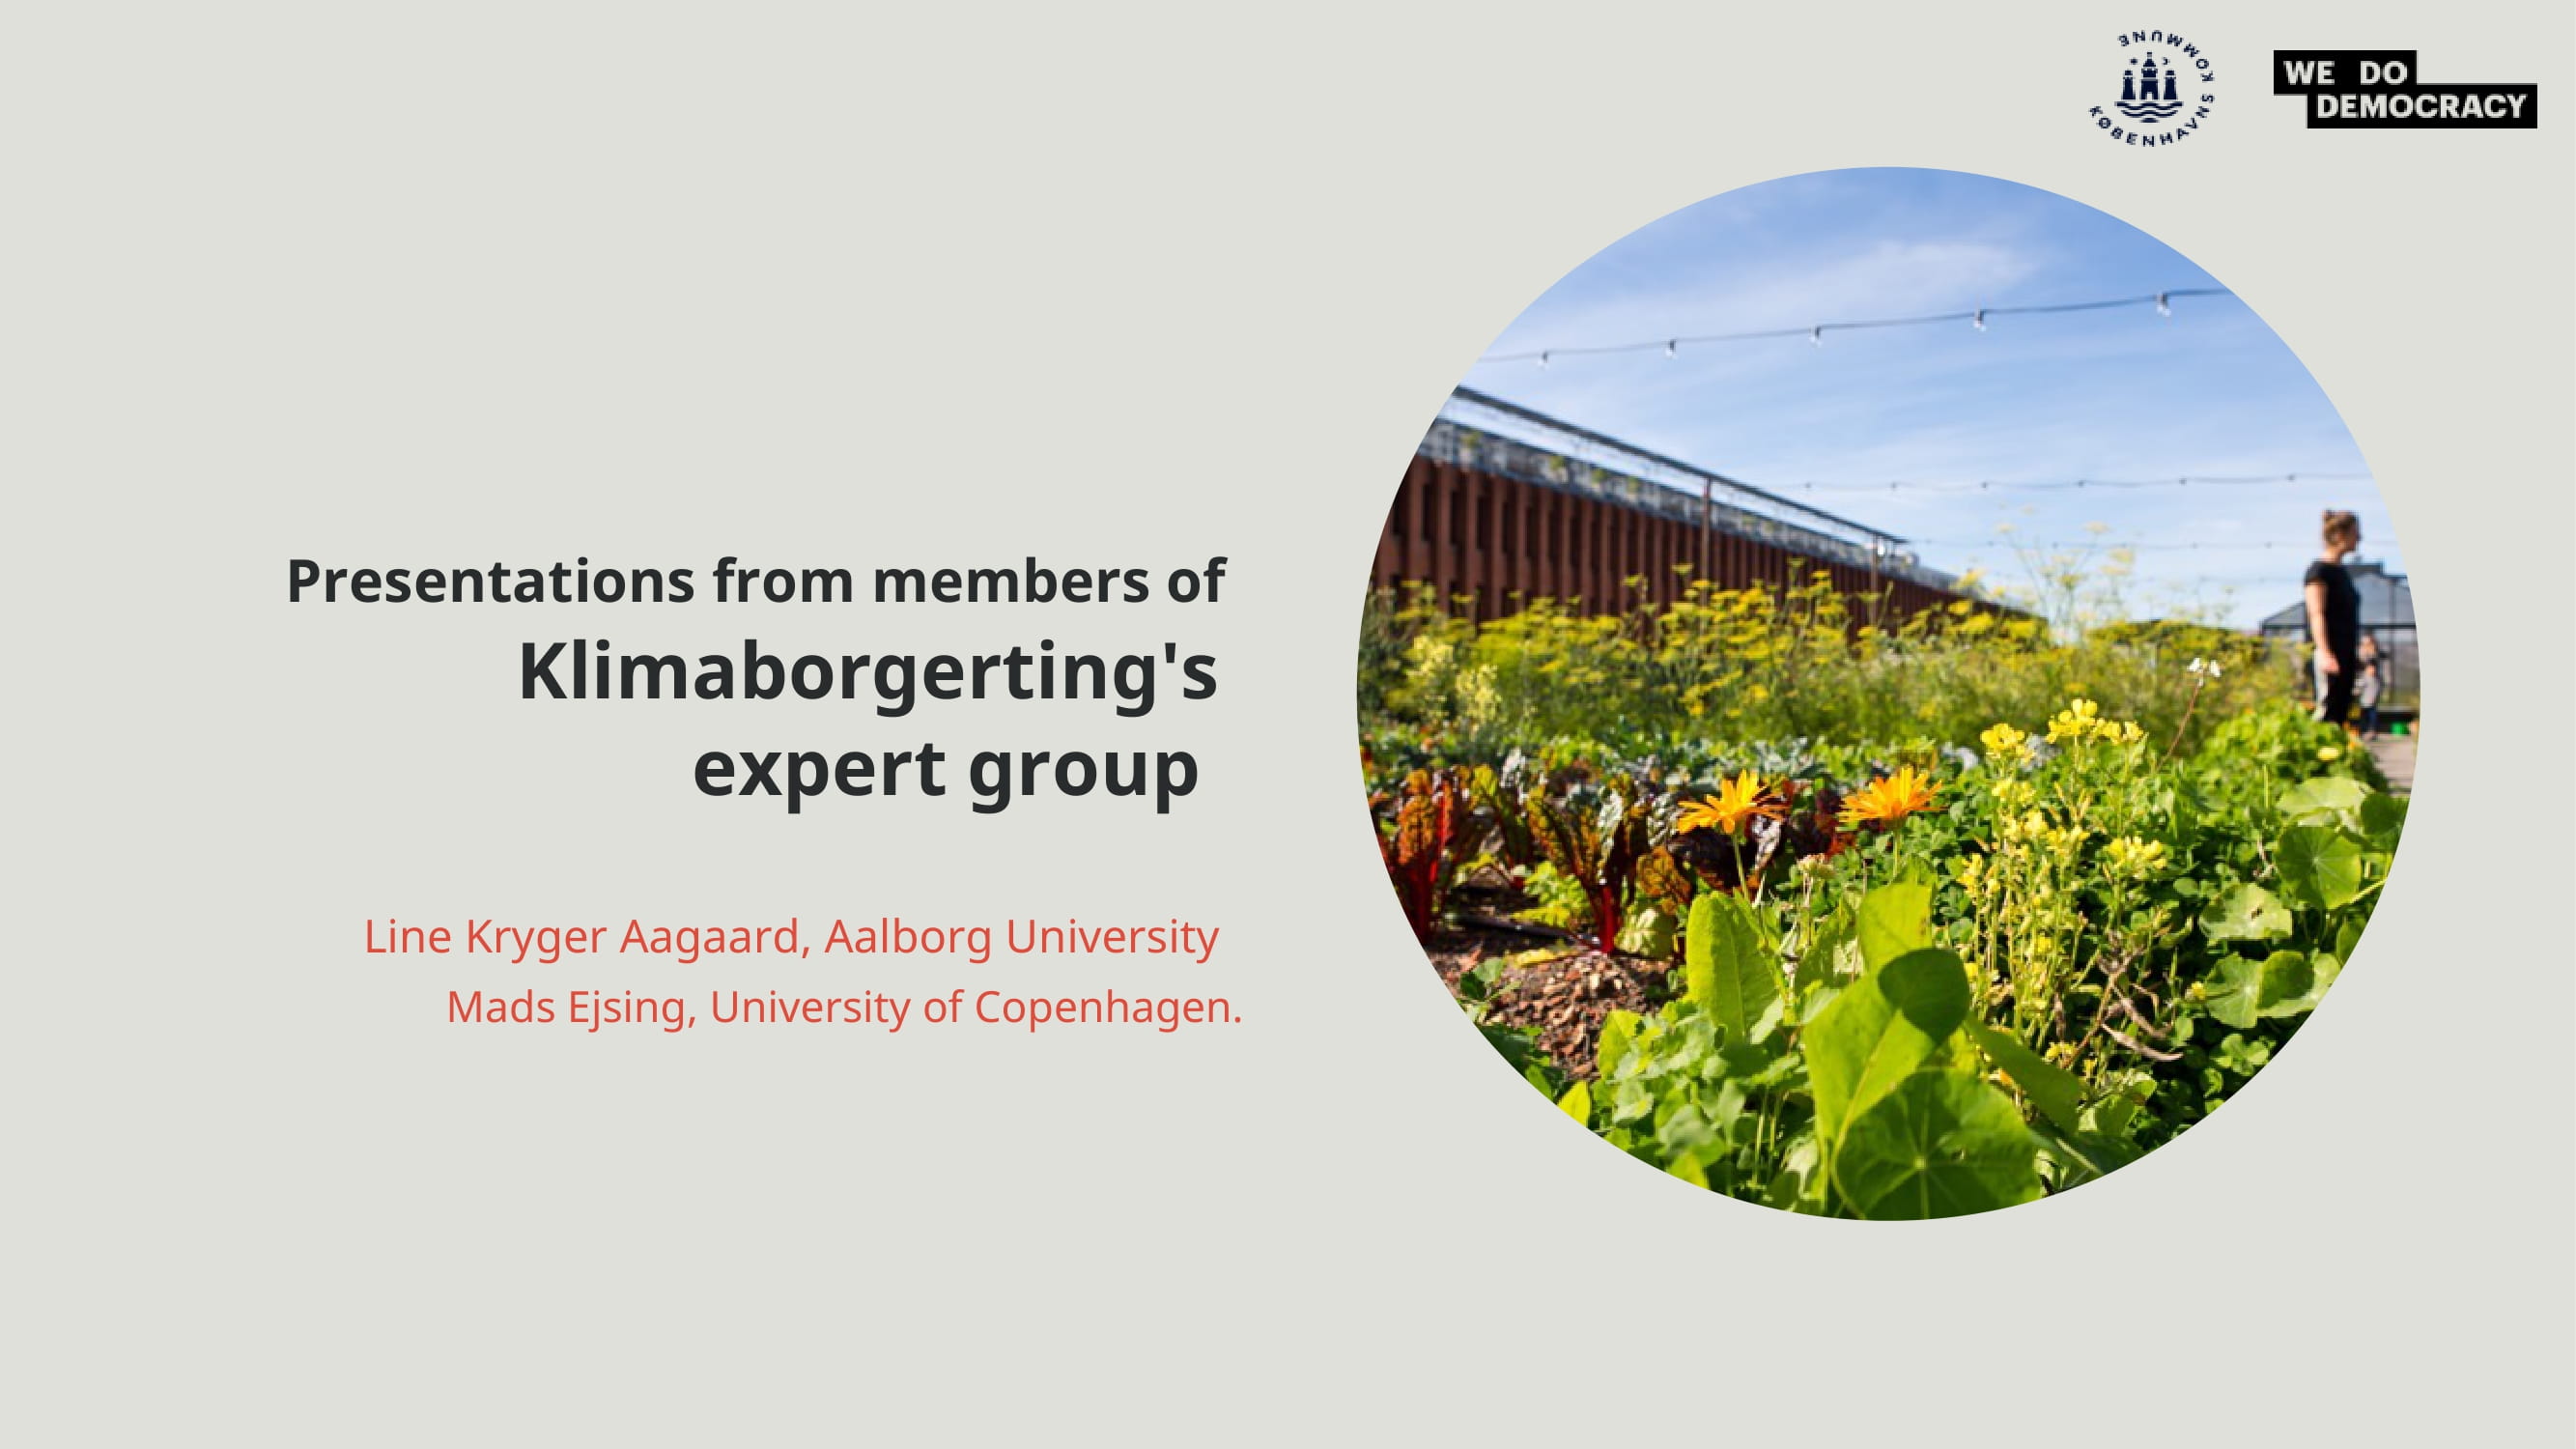 KØBENHAVNS KOMMUNE
WE DO
DEMOCRACY
Presentations from members of
Klimaborgerting's
expert group
Line Kryger Aagaard, Aalborg University
Mads Ejsing, University of Copenhagen.